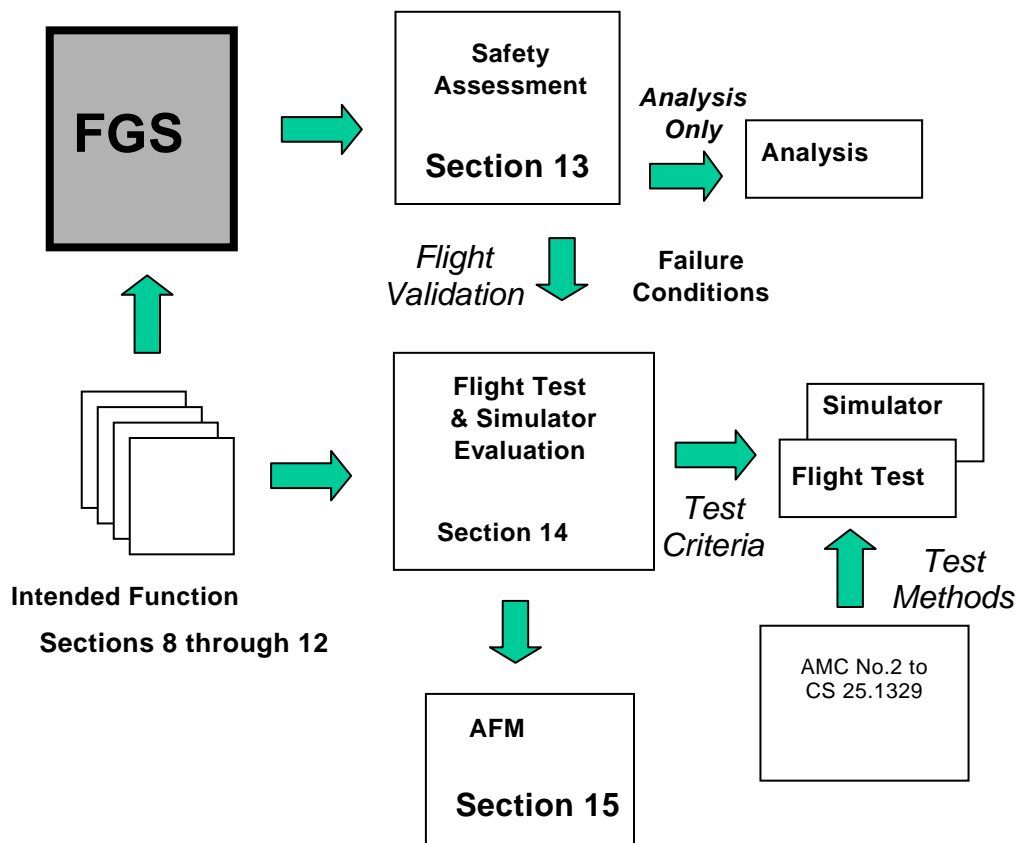 FGS
Safety
Assessment
Section 13
Analysis
Only
Analysis
Flight
Validation
Failure
Conditions
Flight Test
& Simulator
Evaluation
Section 14
Simulator
Flight Test
Test
Criteria
Test
Methods
Intended Function
Sections 8 through 12
AMC No.2 to
CS 25.1329
AFM
Section 15